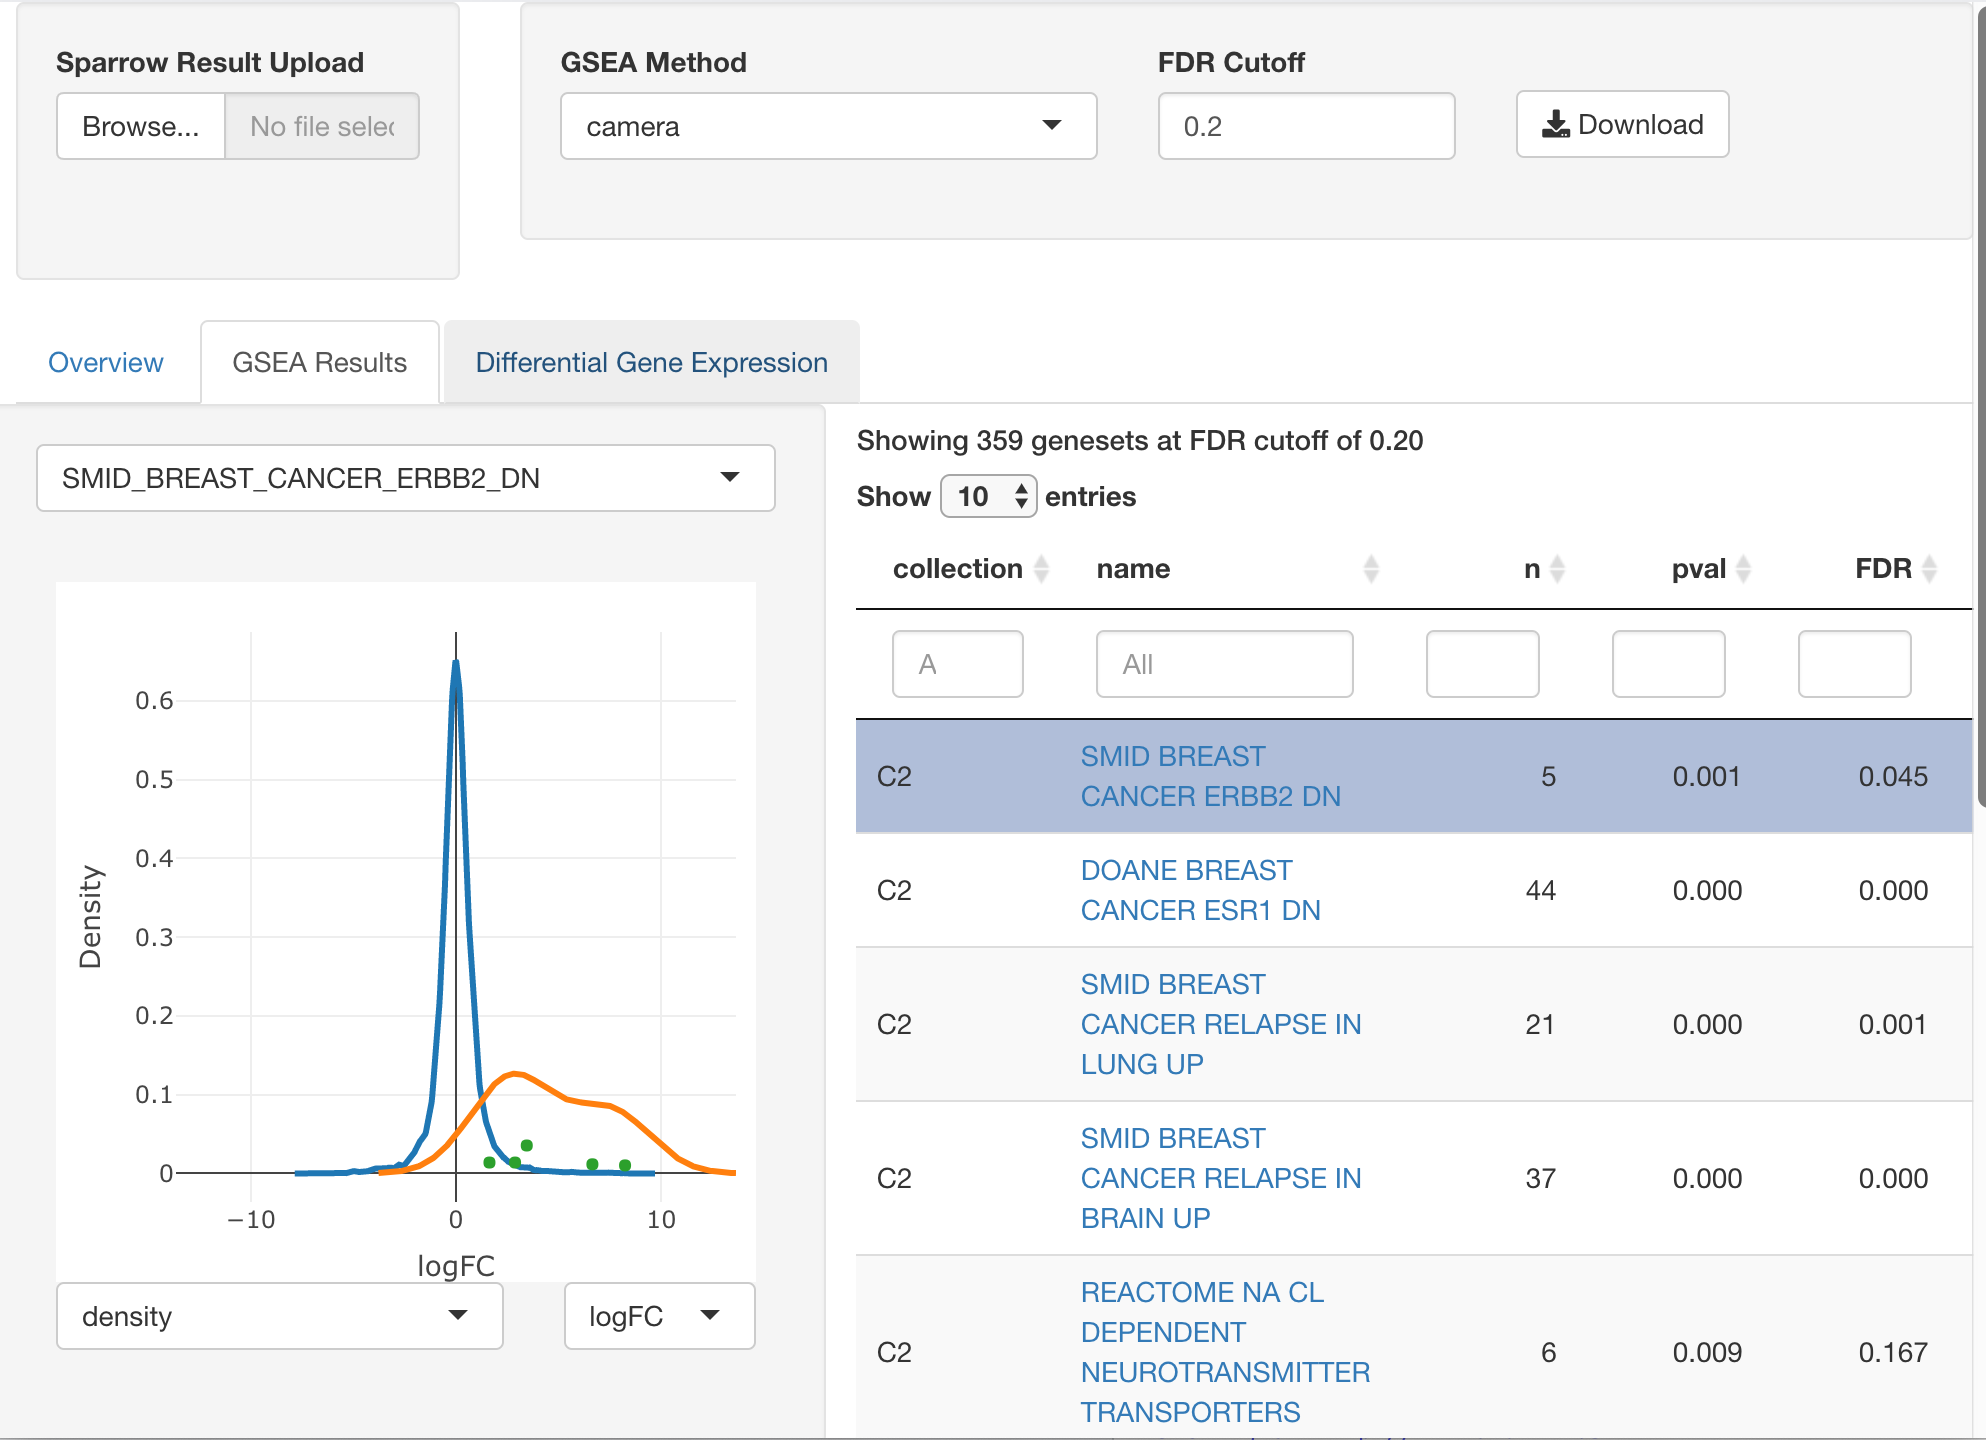 Sparrow Result Upload
Browse...
No file selec
GSEA Method
camera
FDR Cutoff
0.2
Download
Overview
GSEA Results
Differential Gene Expression
SMID_BREAST_CANCER_ERBB2_DN
0.6
0.5
0.4
0.3
0.2
0.1
0
Density
−10
0
10
logFC
density
logFC
Showing 359 genesets at FDR cutoff of 0.20
Show 10 entries
collection name n pval FDR
A All
C2 SMID BREAST
CANCER ERBB2 DN 5 0.001 0.045
C2 DOANE BREAST
CANCER ESR1 DN 44 0.000 0.000
C2 SMID BREAST
CANCER RELAPSE IN
LUNG UP 21 0.000 0.001
C2 SMID BREAST
CANCER RELAPSE IN
BRAIN UP 37 0.000 0.000
C2 REACTOME NA CL
DEPENDENT
NEUROTRANSMITTER
TRANSPORTERS 6 0.009 0.167